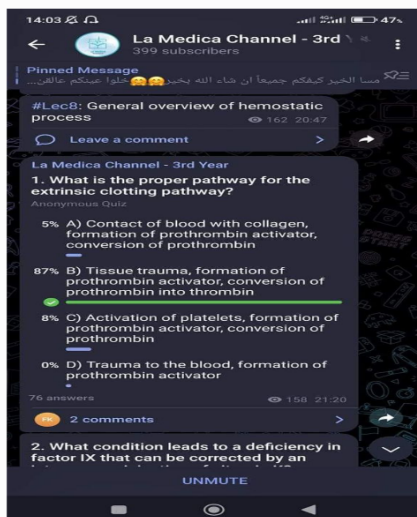 14:03
47%
La Medica Channel - 3rd
399 subscribers
Pinned Message
مسا الخير كيفكم جميعاً ان شاء الله بخير🤗🤗خلوا عينكم عالقن...
#Lec8: General overview of hemostatic
process
162 20:47
Leave a comment
La Medica Channel - 3rd Year
1. What is the proper pathway for the
extrinsic clotting pathway?
Anonymous Quiz
5% A) Contact of blood with collagen,
formation of prothrombin activator,
conversion of prothrombin
87% B) Tissue trauma, formation of
prothrombin activator, conversion of
prothrombin into thrombin
8% C) Activation of platelets, formation of
prothrombin activator, conversion of
prothrombin
0% D) Trauma to the blood, formation of
prothrombin activator
76 answers
158 21:20
2 comments
2. What condition leads to a deficiency in
factor IX that can be corrected by an
UNMUTE